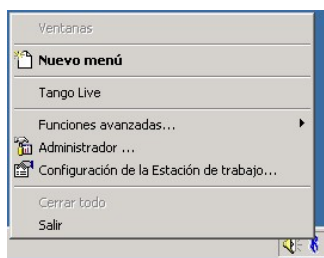 Ventanas
Nuevo menú
Tango Live
Funciones avanzadas...
Administrador ...
Configuración de la Estación de trabajo...
Cerrar todo
Salir